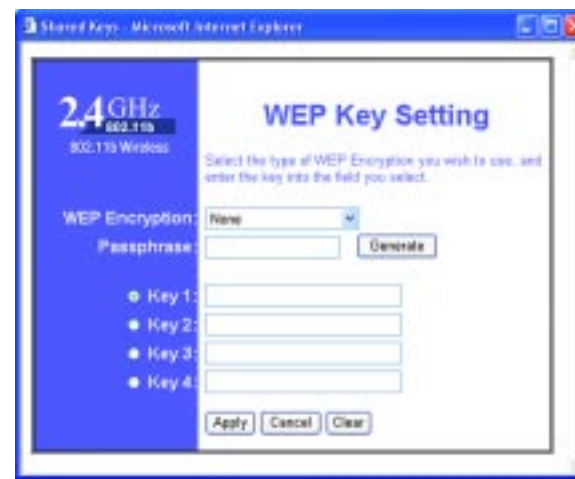 Shared Keys - Microsoft Internet Explorer
2.4 GHz
802.11b
802.11b Wireless
WEP Key Setting
Select the type of WEP Encryption you wish to use, and
enter the key into the field you select.
WEP Encryption: None
Passphrase: Generate
Key 1:
Key 2:
Key 3:
Key 4:
Apply Cancel Clear